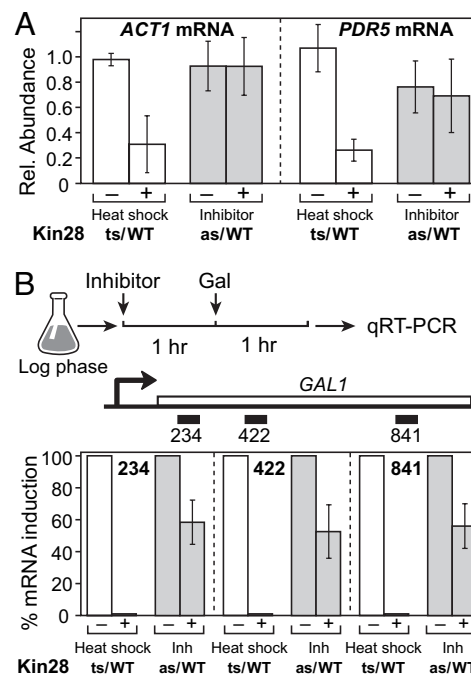 A
ACT1 mRNA PDR5 mRNA
Rel. Abundance
1.0
0.8
0.6
0.4
0.2
0
– + – + – + – +
Heat shock Inhibitor Heat shock Inhibitor
Kin28 ts/WT as/WT ts/WT as/WT
B
Inhibitor Gal
1 hr 1 hr qRT-PCR
Log phase
GAL1
234 422 841
% mRNA induction
100
80
60
40
20
0
234 422 841
– + – + – + – + – + – +
Heat shock Inh Heat shock Inh Heat shock Inh
Kin28 ts/WT as/WT ts/WT as/WT ts/WT as/WT